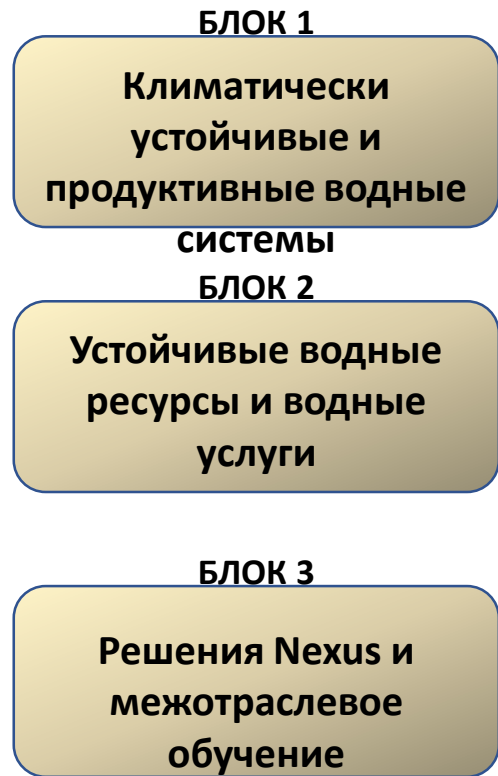 БЛОК 1
Климатически
устойчивые и
продуктивные водные
системы
БЛОК 2
Устойчивые водные
ресурсы и водные
услуги
БЛОК 3
Решения Nexus и
межотраслевое
обучение